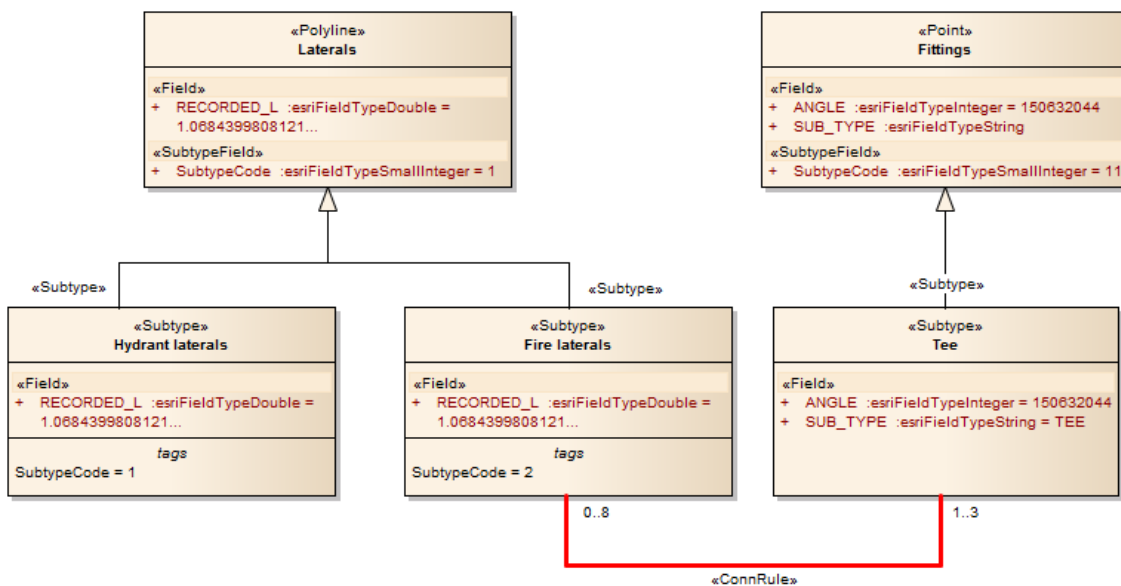 «Polyline»
Laterals
«Field»
+ RECORDED_L :esriFieldTypeDouble =
1.0684399808121...
«SubtypeField»
+ SubtypeCode :esriFieldTypeSmallInteger = 1
«Point»
Fittings
«Field»
+ ANGLE :esriFieldTypeInteger = 150632044
+ SUB_TYPE :esriFieldTypeString
«SubtypeField»
+ SubtypeCode :esriFieldTypeSmallInteger = 11
«Subtype»
«Subtype»
«Subtype»
«Subtype»
Hydrant laterals
«Field»
+ RECORDED_L :esriFieldTypeDouble =
1.0684399808121...
tags
SubtypeCode = 1
«Subtype»
Fire laterals
«Field»
+ RECORDED_L :esriFieldTypeDouble =
1.0684399808121...
tags
SubtypeCode = 2
«Subtype»
Tee
«Field»
+ ANGLE :esriFieldTypeInteger = 150632044
+ SUB_TYPE :esriFieldTypeString = TEE
0..8
1..3
«ConnRule»